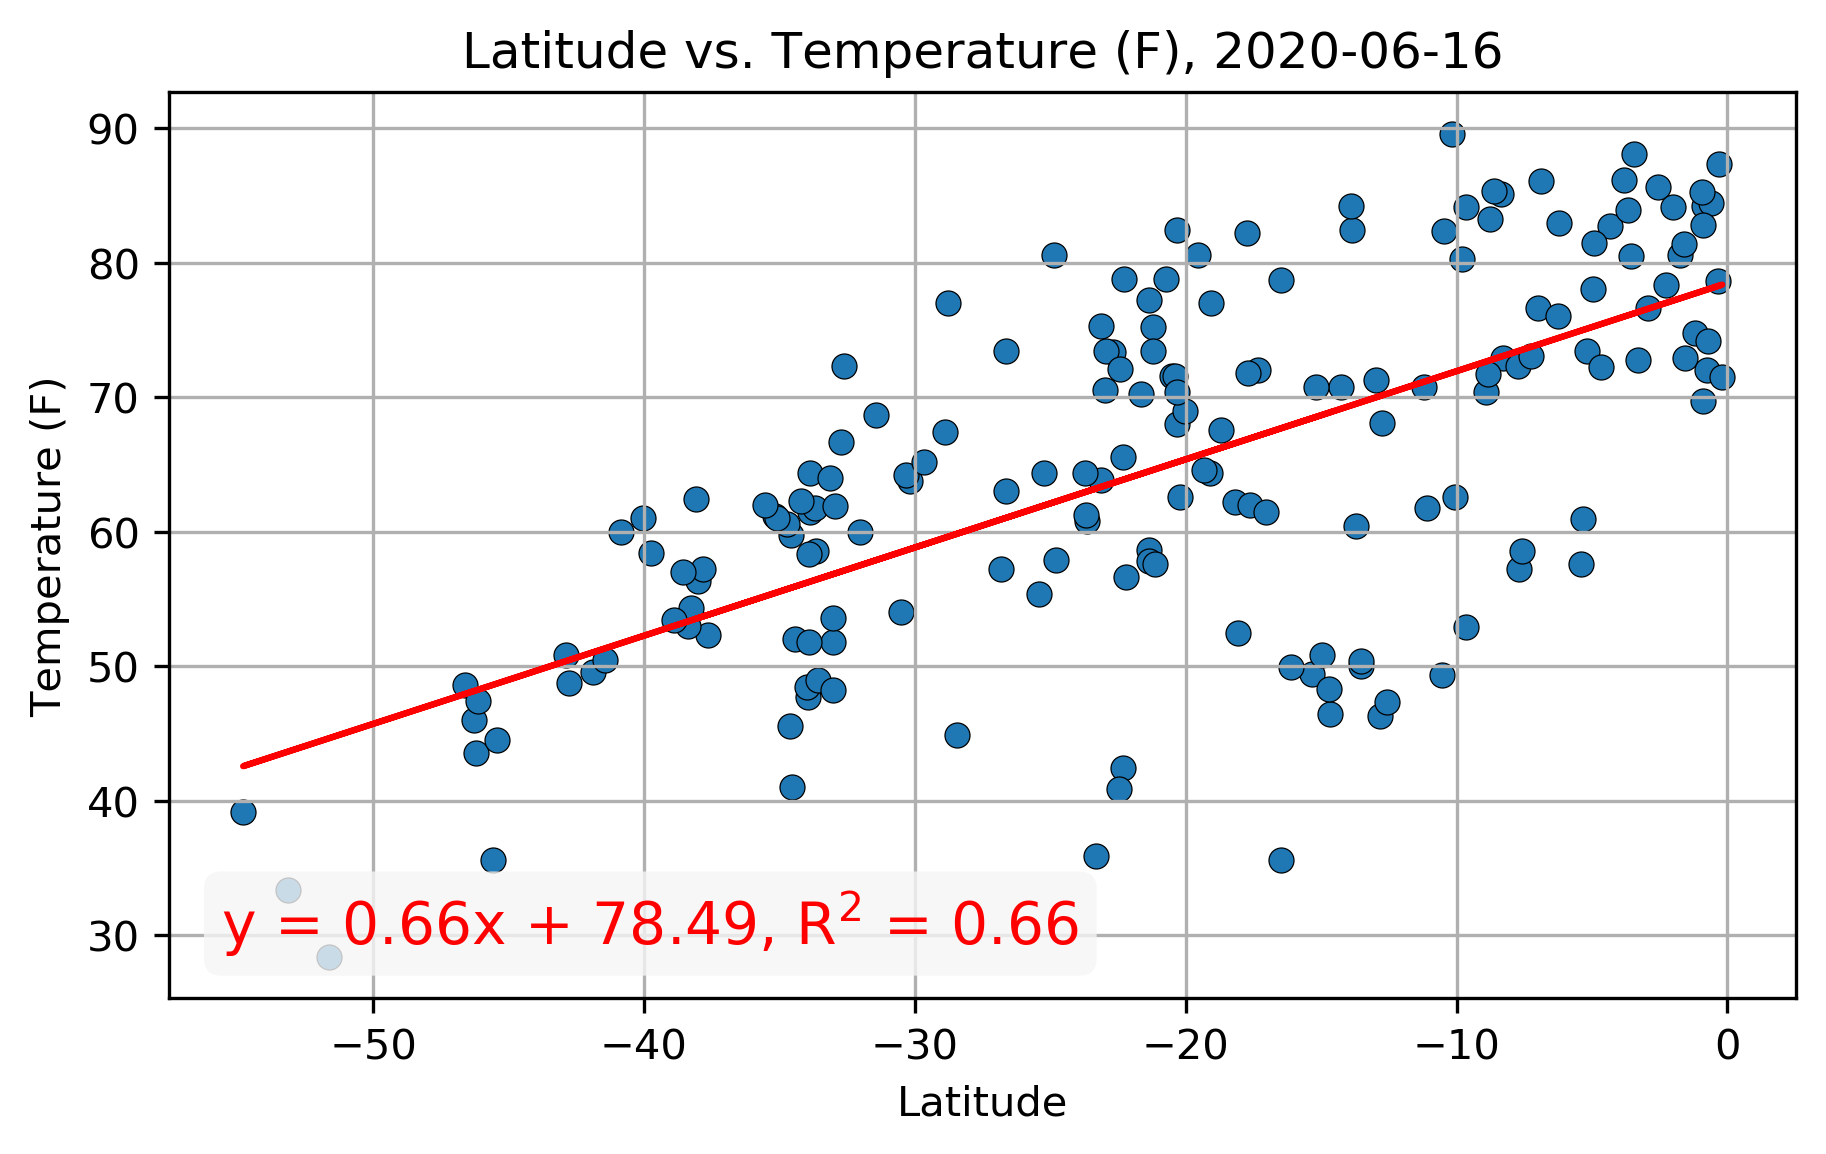 Latitude vs. Temperature (F), 2020-06-16
90
80
70
60
50
40
30
Temperature (F)
y = 0.66x + 78.49, R² = 0.66
−50 −40 −30 −20 −10 0
Latitude